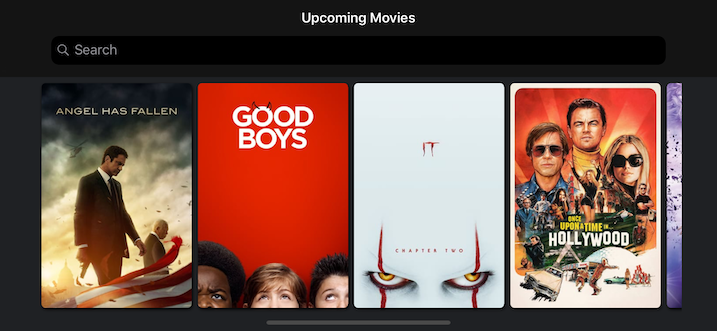 Upcoming Movies
Search
ANGEL HAS FALLEN
GOOD
BOYS
IT
CHAPTER TWO
ONCE
UPON A TIME IN
HOLLYWOOD